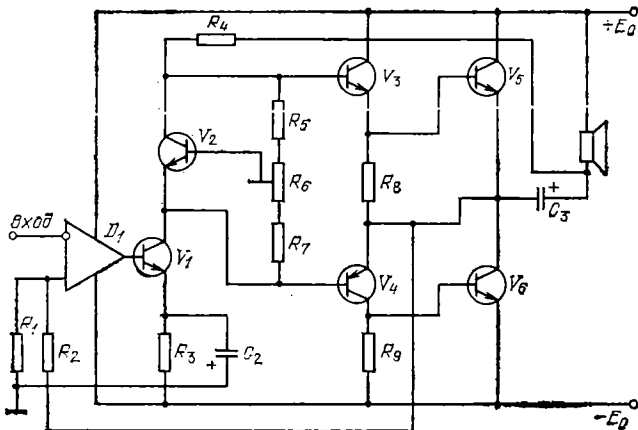 R4
+E0
V3
V5
R5
V2
R6
R8
C3
+
Вход
D1
R7
V1
V4
V6
R1
R2
R3
C2
+
R9
-E0